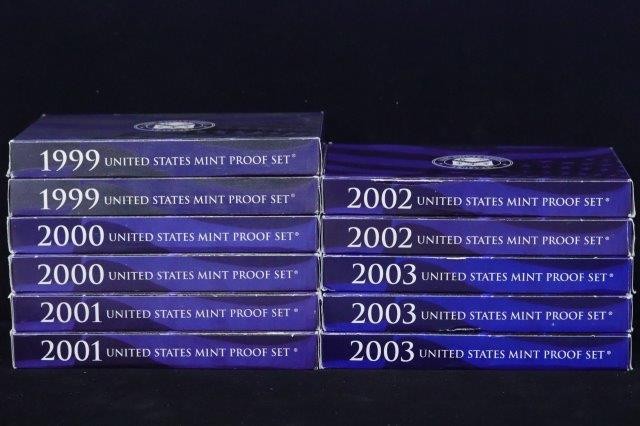 1999 UNITED STATES MINT PROOF SET®
1999 UNITED STATES MINT PROOF SET®
2000 UNITED STATES MINT PROOF SET®
2000 UNITED STATES MINT PROOF SET®
2001 UNITED STATES MINT PROOF SET®
2001 UNITED STATES MINT PROOF SET®
2002 UNITED STATES MINT PROOF SET®
2002 UNITED STATES MINT PROOF SET®
2003 UNITED STATES MINT PROOF SET®
2003 UNITED STATES MINT PROOF SET®
2003 UNITED STATES MINT PROOF SET®